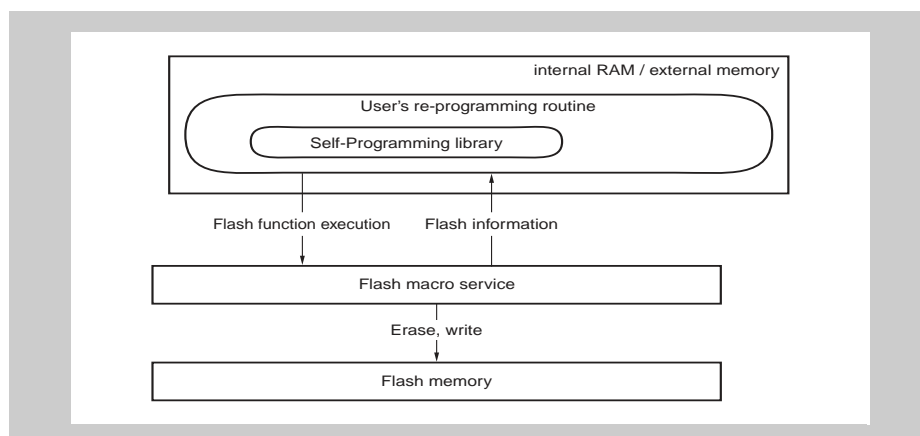 internal RAM / external memory
User's re-programming routine
Self-Programming library
Flash function execution
Flash information
Flash macro service
Erase, write
Flash memory